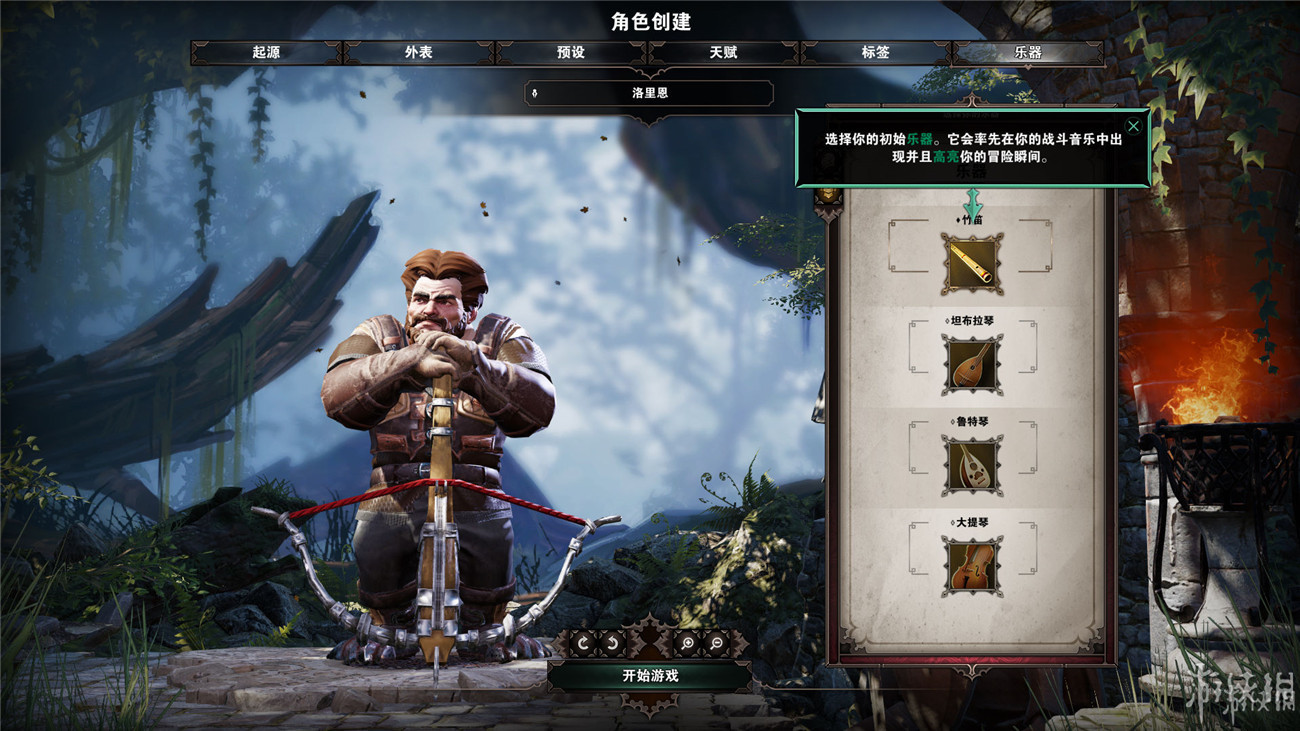 角色创建
起源
外表
预设
天赋
标签
乐器
洛里恩
选择你的初始乐器。它会率先在你的战斗音乐中出
现并且高亮你的冒险瞬间。
乐器
竹笛
坦布拉琴
鲁特琴
大提琴
开始游戏
游侠网